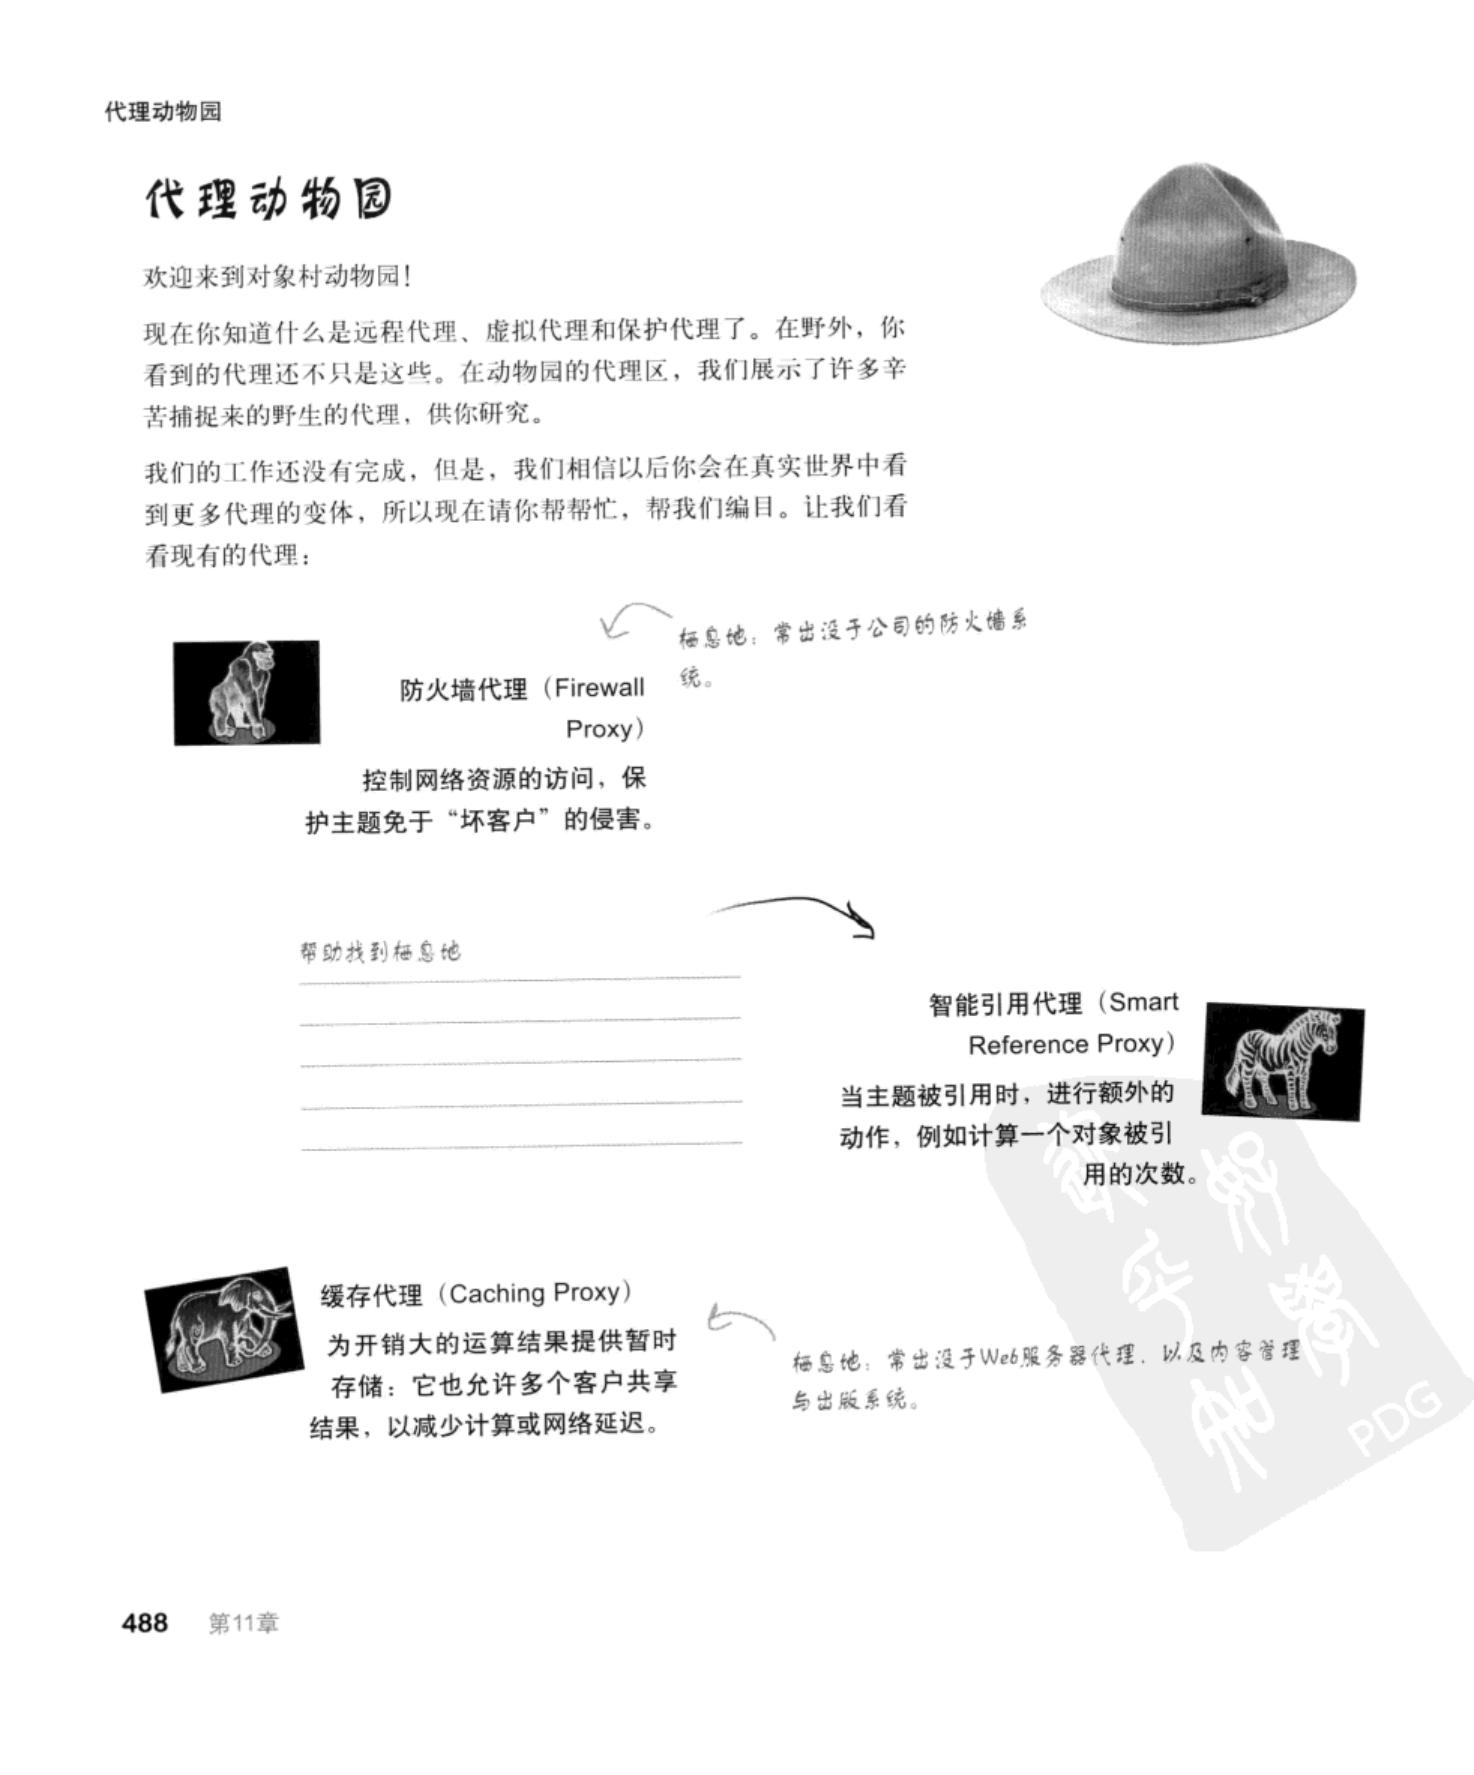 代理动物园
代理动物园
欢迎来到对象村动物园！
现在你知道什么是远程代理、虚拟代理和保护代理了。在野外，你
看到的代理还不只是这些。在动物园的代理区，我们展示了许多辛
苦捕捉来的野生的代理，供你研究。
我们的工作还没有完成，但是，我们相信以后你会在真实世界中看
到更多代理的变体，所以现在请你帮帮忙，帮我们编目。让我们看
看现有的代理：
栖息地：常出没于公司的防火墙系
统。
防火墙代理（Firewall
Proxy）
控制网络资源的访问，保
护主题免于“坏客户”的侵害。
帮助找到栖息地
智能引用代理（Smart
Reference Proxy）
当主题被引用时，进行额外的
动作，例如计算一个对象被引
用的次数。
缓存代理（Caching Proxy）
为开销大的运算结果提供暂时
存储：它也允许多个客户共享
结果，以减少计算或网络延迟。
栖息地：常出没于Web服务器代理，以及内容管理
与出版系统。
PDG
488 第11章